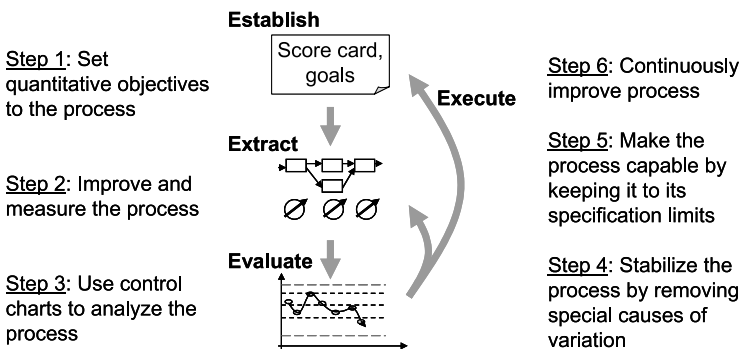 Establish
Score card,
goals
Step 1: Set
quantitative objectives
to the process
Execute
Step 6: Continuously
improve process
Extract
Step 2: Improve and
measure the process
Step 5: Make the
process capable by
keeping it to its
specification limits
Evaluate
Step 3: Use control
charts to analyze the
process
Step 4: Stabilize the
process by removing
special causes of
variation